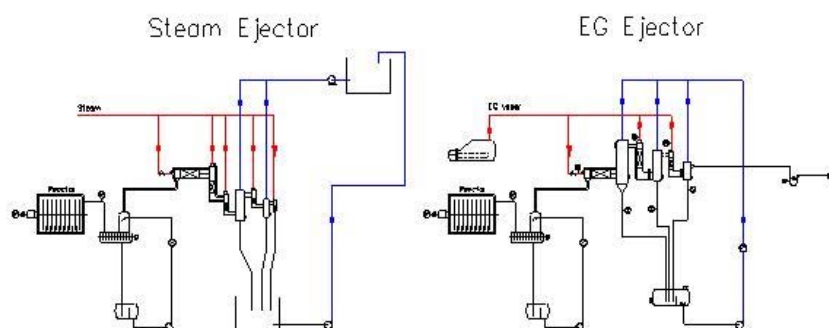 Steam Ejector
EG Ejector
Steam
EG vapor
Reactor
Reactor